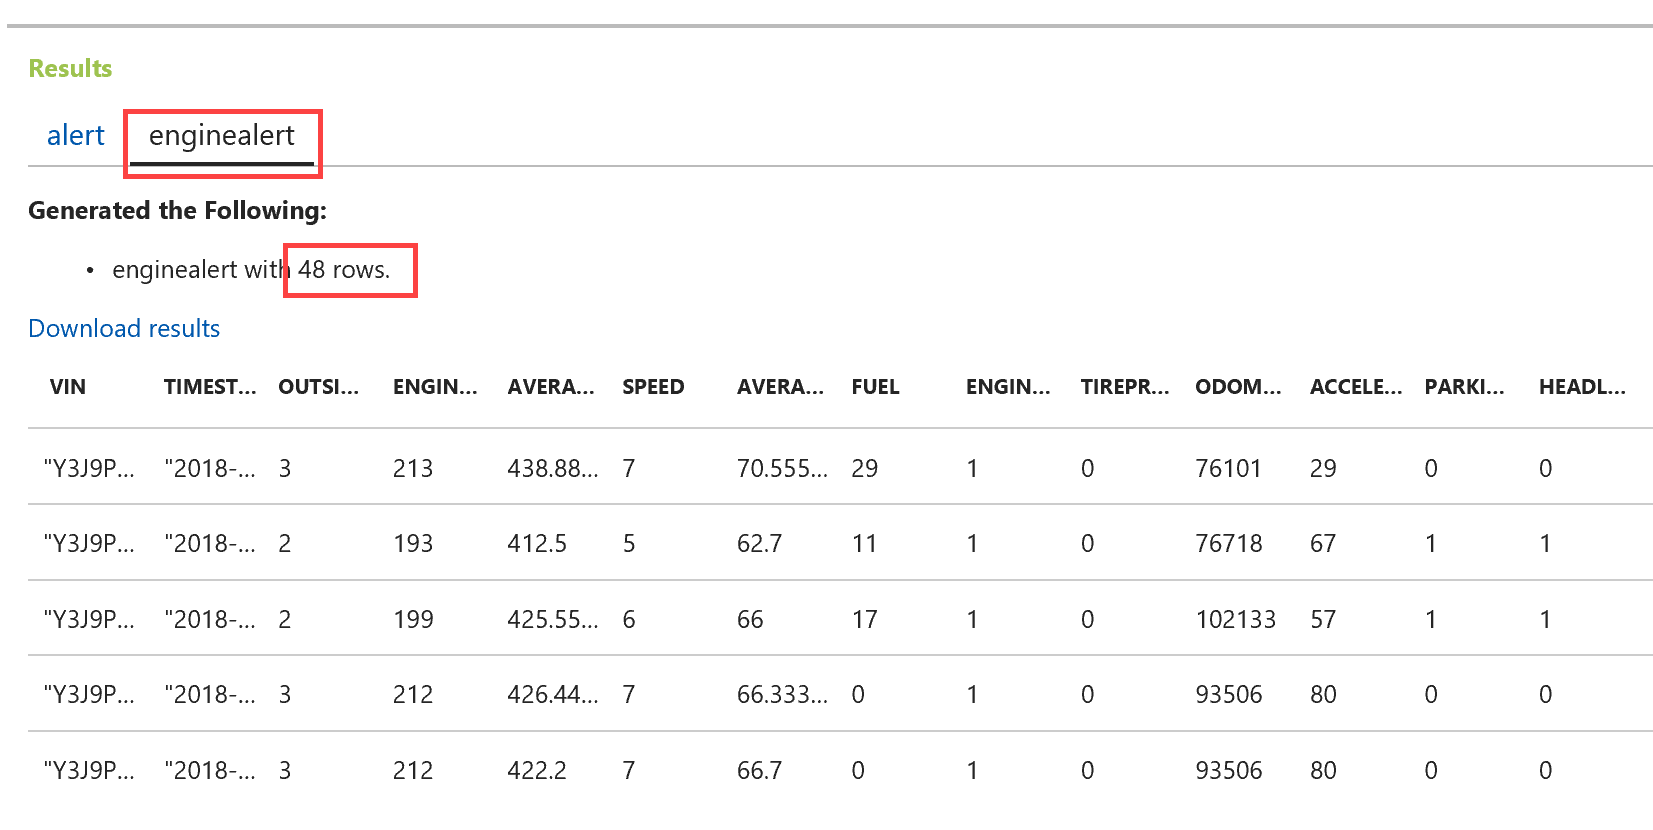 Results
alert enginealert
Generated the Following:
• enginealert with 48 rows.
Download results
VIN TIMEST... OUTSI... ENGIN... AVERA... SPEED AVERA... FUEL ENGIN... TIREPR... ODOM... ACCELE... PARKI... HEADL...
"Y3J9P... "2018-... 3 213 438.88... 7 70.555... 29 1 0 76101 29 0 0
"Y3J9P... "2018-... 2 193 412.5 5 62.7 11 1 0 76718 67 1 1
"Y3J9P... "2018-... 2 199 425.55... 6 66 17 1 0 102133 57 1 1
"Y3J9P... "2018-... 3 212 426.44... 7 66.333... 0 1 0 93506 80 0 0
"Y3J9P... "2018-... 3 212 422.2 7 66.7 0 1 0 93506 80 0 0